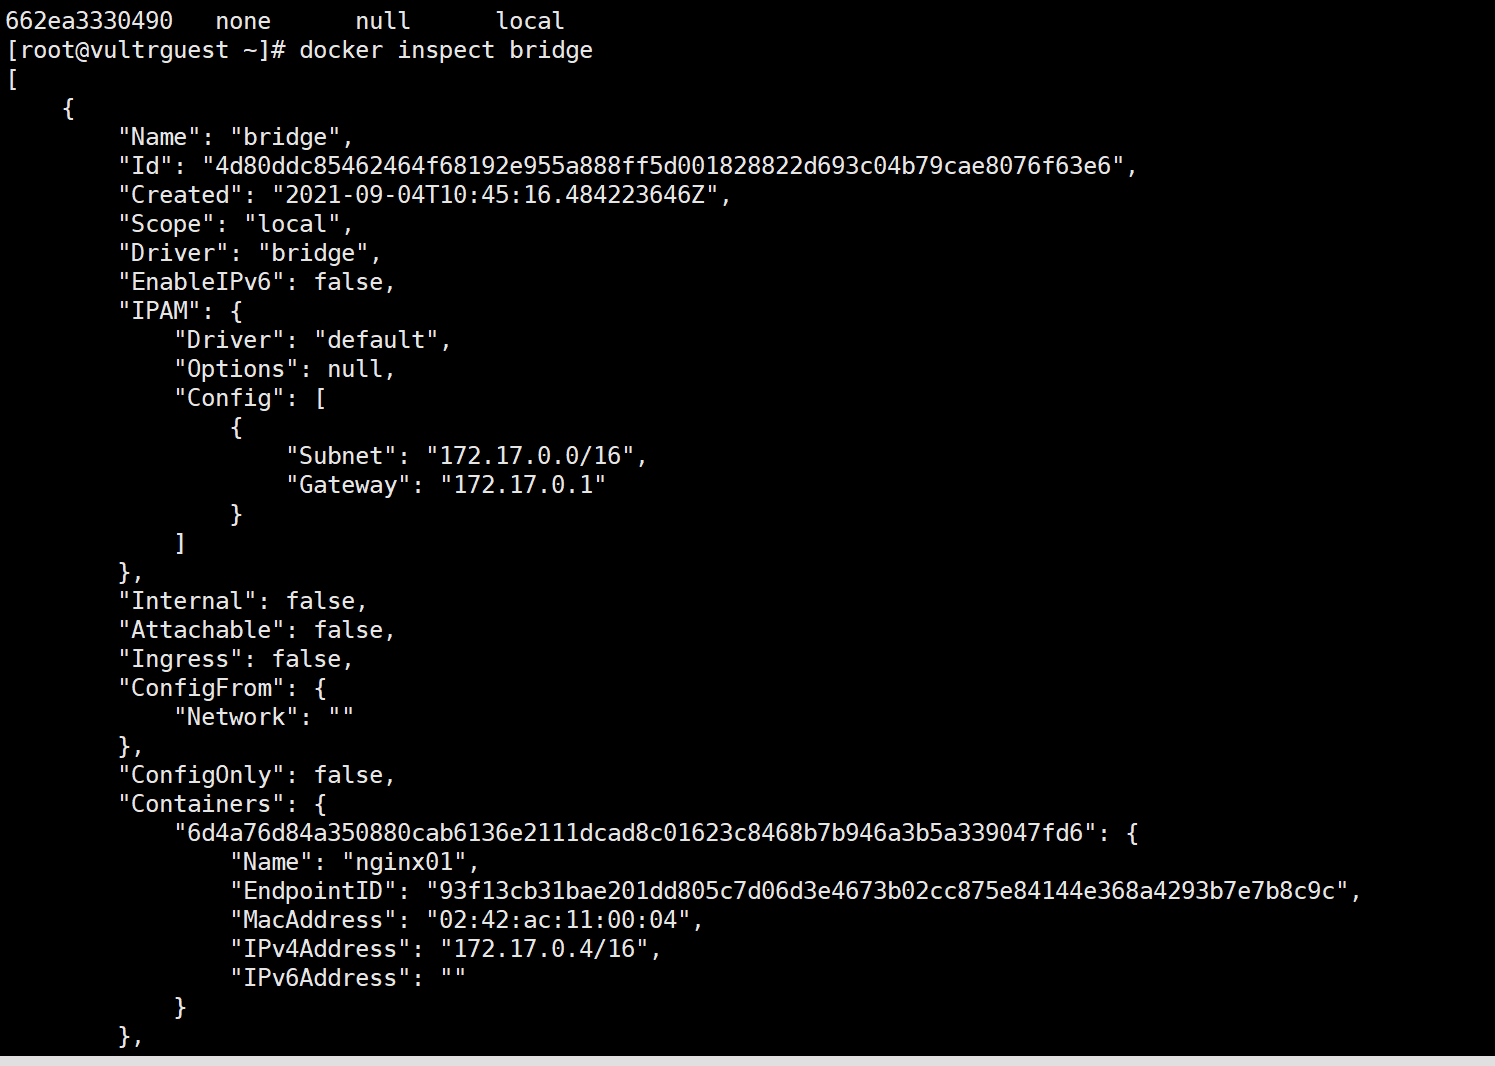 662ea3330490   none      null      local
[root@vultrguest ~]# docker inspect bridge
[
    {
        "Name": "bridge",
        "Id": "4d80ddc85462464f68192e955a888ff5d001828822d693c04b79cae8076f63e6",
        "Created": "2021-09-04T10:45:16.484223646Z",
        "Scope": "local",
        "Driver": "bridge",
        "EnableIPv6": false,
        "IPAM": {
            "Driver": "default",
            "Options": null,
            "Config": [
                {
                    "Subnet": "172.17.0.0/16",
                    "Gateway": "172.17.0.1"
                }
            ]
        },
        "Internal": false,
        "Attachable": false,
        "Ingress": false,
        "ConfigFrom": {
            "Network": ""
        },
        "ConfigOnly": false,
        "Containers": {
            "6d4a76d84a350880cab6136e2111dcad8c01623c8468b7b946a3b5a339047fd6": {
                "Name": "nginx01",
                "EndpointID": "93f13cb31bae201dd805c7d06d3e4673b02cc875e84144e368a4293b7e7b8c9c",
                "MacAddress": "02:42:ac:11:00:04",
                "IPv4Address": "172.17.0.4/16",
                "IPv6Address": ""
            }
        },